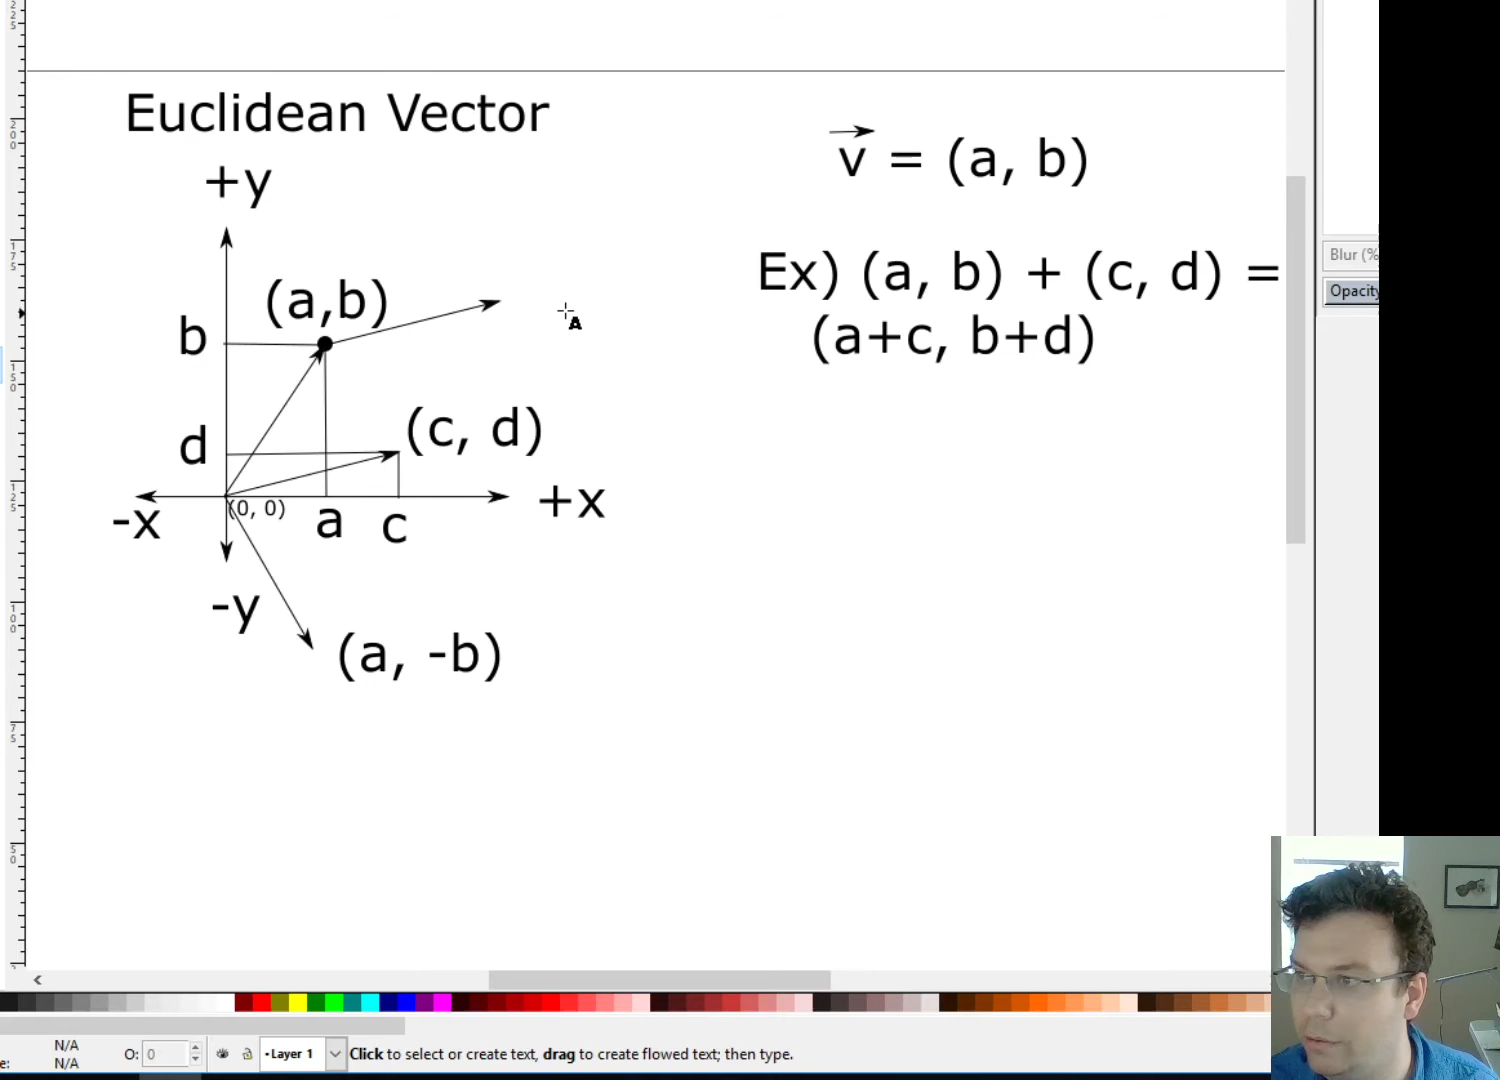 Euclidean Vector
+y
(a,b)
b
d
(c, d)
-x
(0, 0)
a
c
+x
-y
(a, -b)
v = (a, b)
Ex) (a, b) + (c, d) =
(a+c, b+d)
Blur (%
Opacity
N/A
N/A
O: 0
•Layer 1
Click to select or create text, drag to create flowed text; then type.